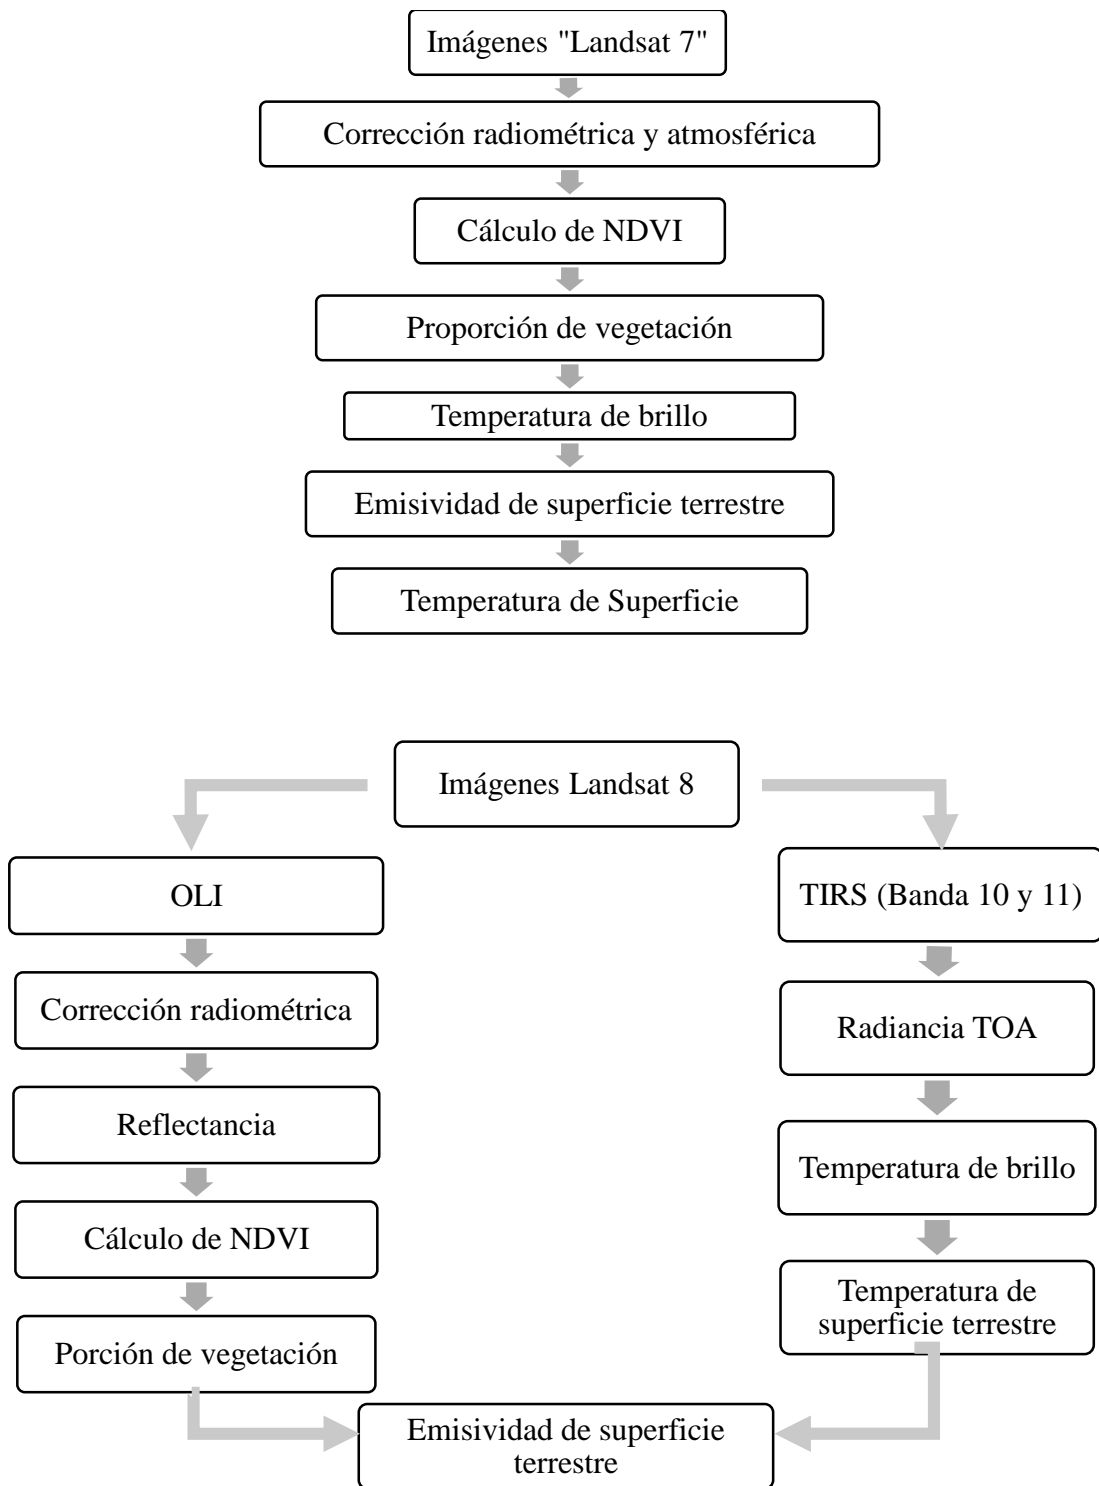 Imágenes "Landsat 7"
Corrección radiométrica y atmosférica
Cálculo de NDVI
Proporción de vegetación
Temperatura de brillo
Emisividad de superficie terrestre
Temperatura de Superficie
Imágenes Landsat 8
OLI
Corrección radiométrica
Reflectancia
Cálculo de NDVI
Porción de vegetación
TIRS (Banda 10 y 11)
Radiancia TOA
Temperatura de brillo
Temperatura de
superficie terrestre
Emisividad de superficie
terrestre